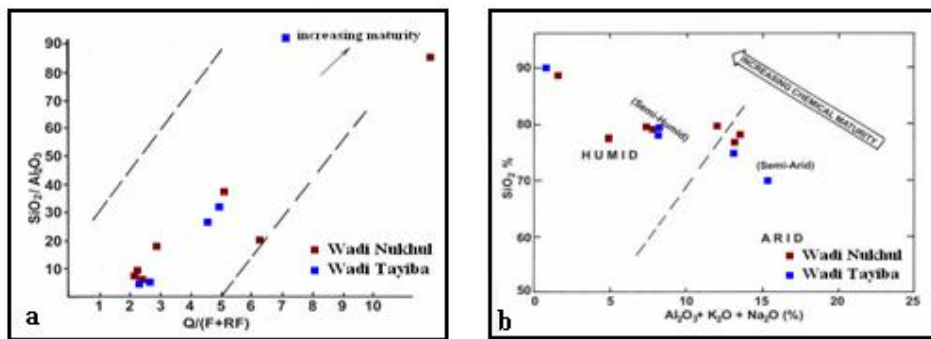 increasing maturity
SiO2/ Al2O3
90
80
70
60
50
40
30
20
10
1 2 3 4 5 6 7 8 9 10
Q/(F+RF)
Wadi Nukhul
Wadi Tayiba
a
SiO2 %
90
80
70
60
50
0 5 10 15 20 25
Al2O3+ K2O + Na2O (%)
INCREASING CHEMICAL MATURITY
(Semi-Humid)
HUMID
(Semi-Arid)
ARID
Wadi Nukhul
Wadi Tayiba
b